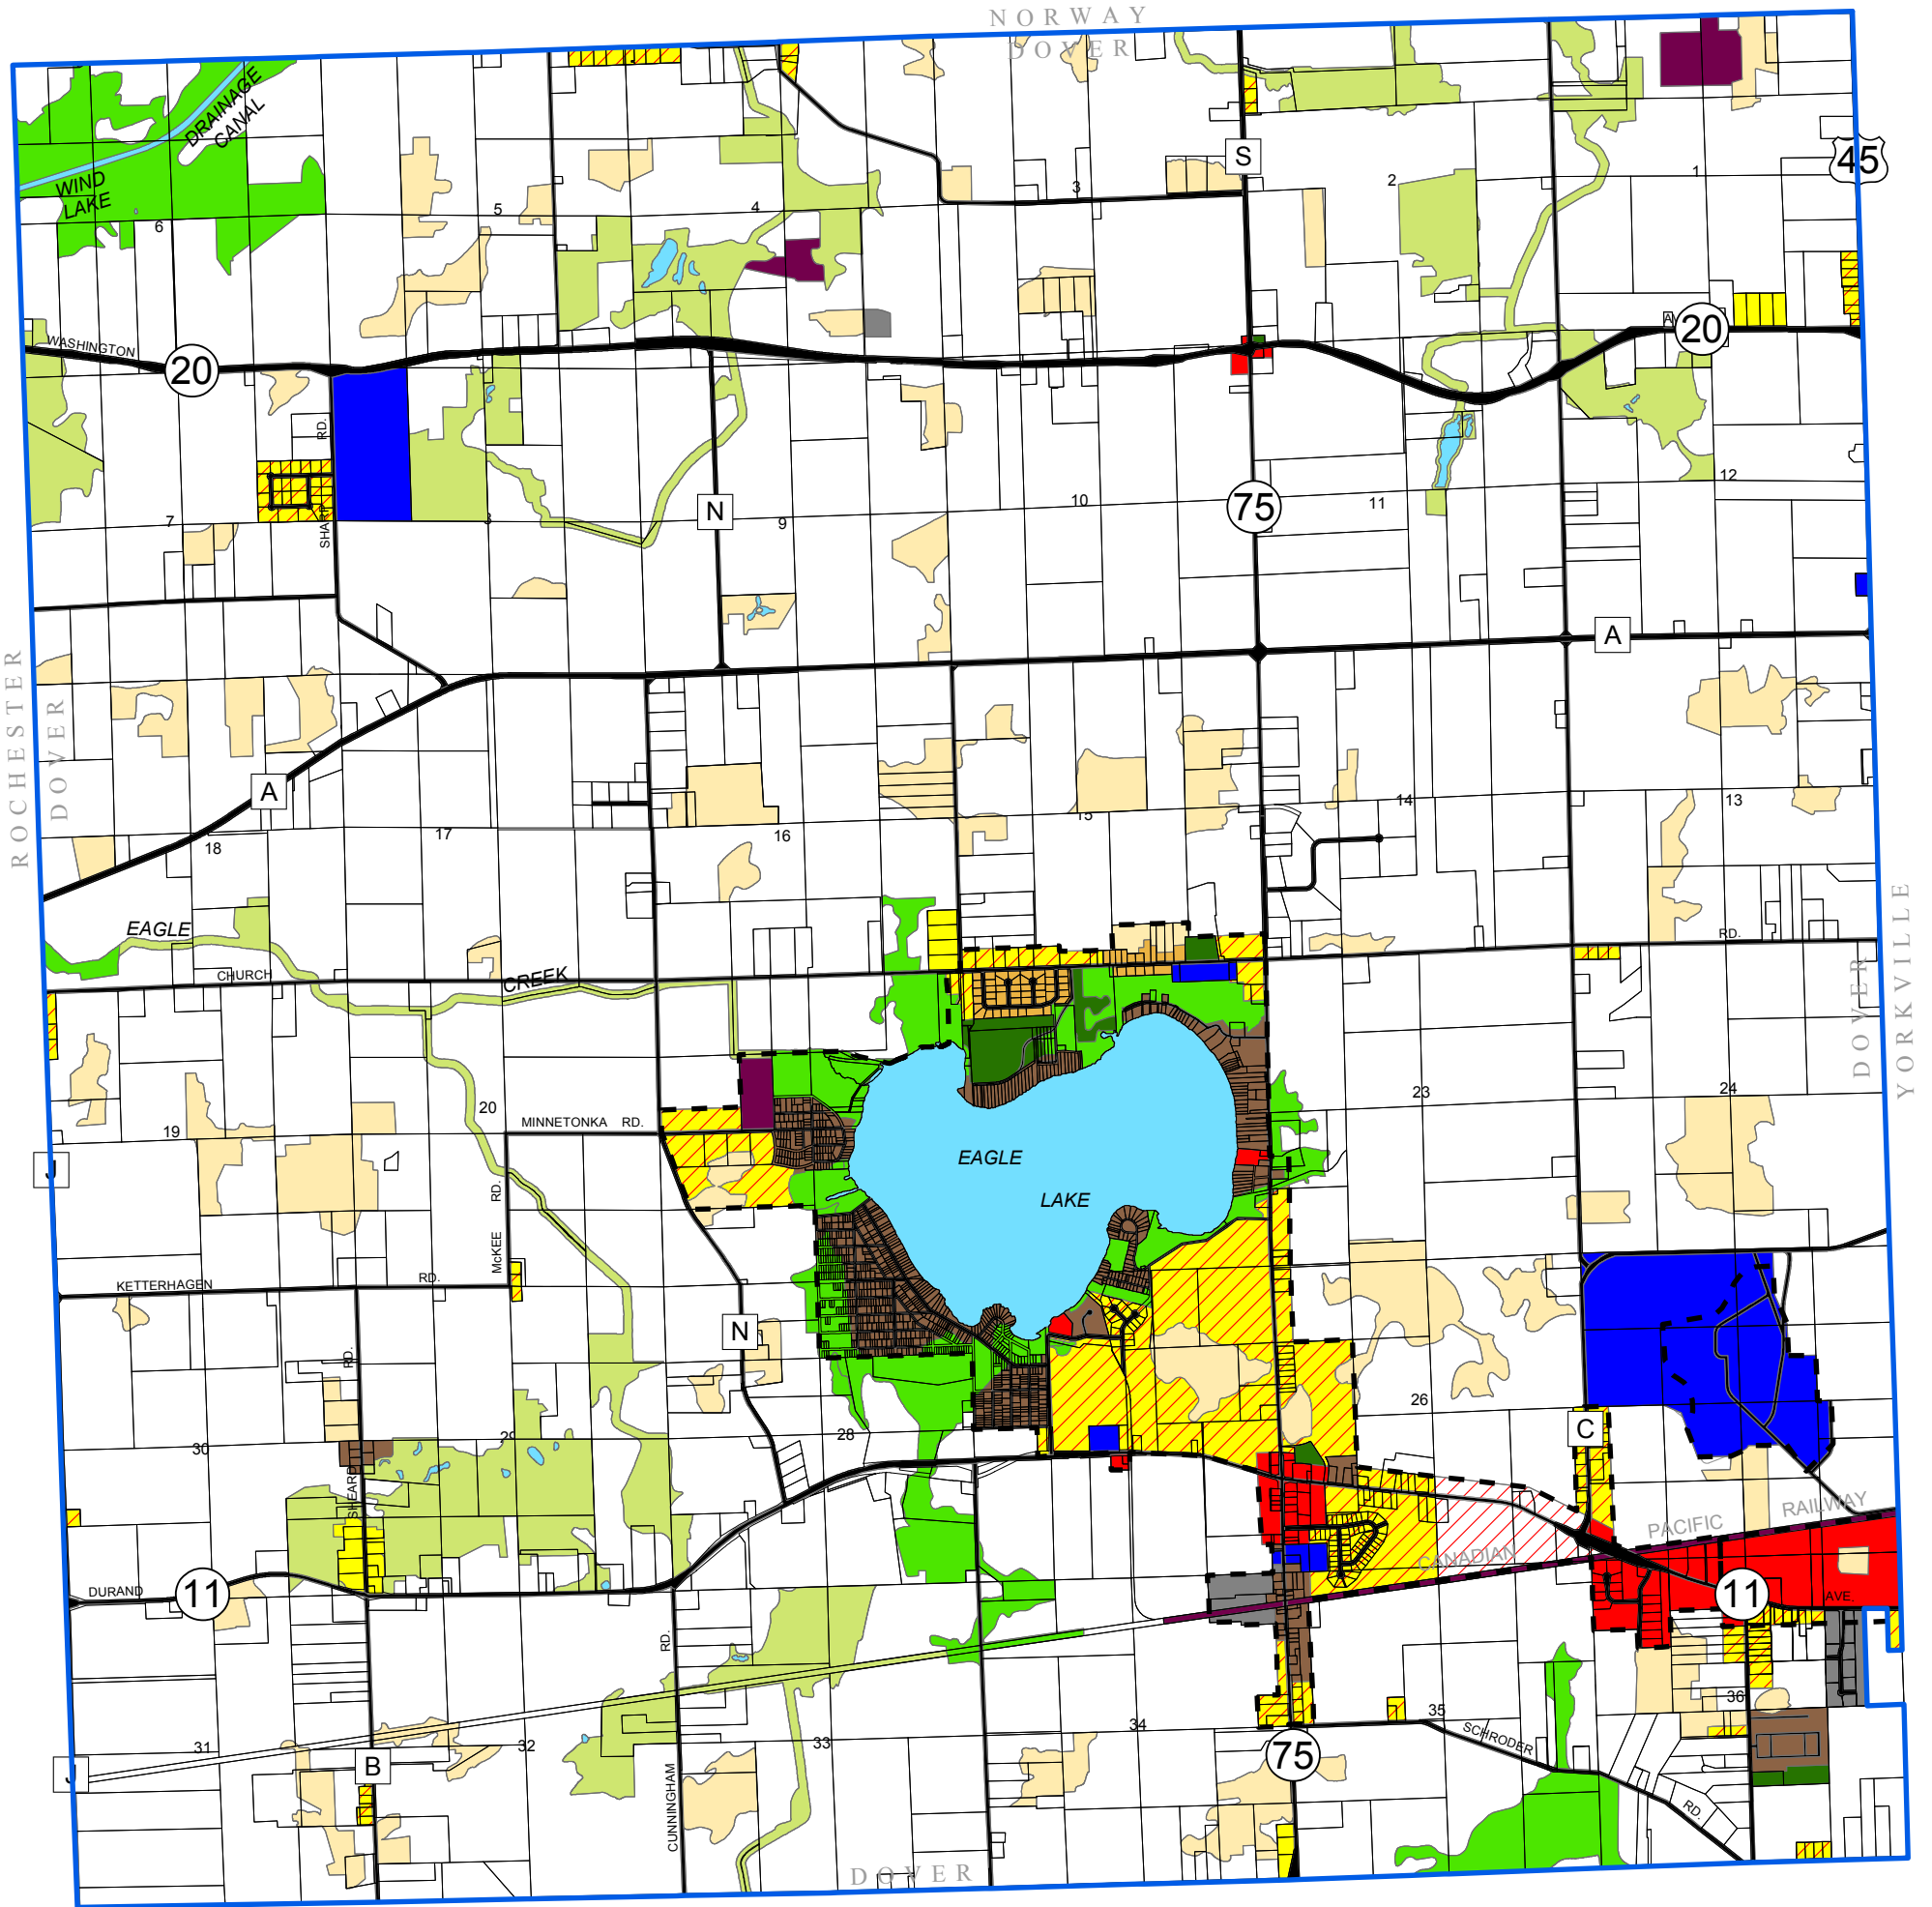 NORWAY
DOVER
DRAINAGE
CANAL
WIND
LAKE
S
45
1
2
3
4
5
6
WASHINGTON
20
A
20
RD.
SHARP
7
N
9
10
75
11
12
A
ROCHESTER
DOVER
A
18
17
16
15
14
13
EAGLE
CHURCH
CREEK
RD.
DOVER
YORKVILLE
J
19
20
MINNETONKA RD.
RD.
McKEE
EAGLE
LAKE
23
24
KETTERHAGEN
RD.
N
RD.
SHEARD
30
29
28
26
C
PACIFIC
RAILWAY
CANADIAN
DURAND
11
11
AVE.
RD.
CUNNINGHAM
31
B
32
33
34
35
36
J
75
SCHRODER
RD.
DOVER